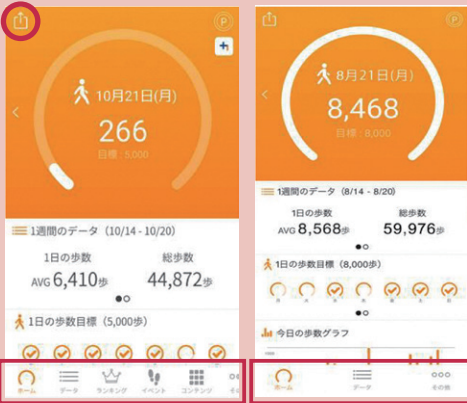 P
10月21日(月)
266
目標 : 5,000
1週間のデータ (10/14 - 10/20)
1日の歩数
総歩数
AVG 6,410歩
44,872歩
1日の歩数目標（5,000歩）
ホーム
データ
ランキング
イベント
コンテンツ
その
P
8月21日(月)
8,468
目標 : 8,000
1週間のデータ (8/14 - 8/20)
1日の歩数
総歩数
AVG 8,568歩
59,976歩
1日の歩数目標（8,000歩）
今日の歩数グラフ
ホーム
データ
その他